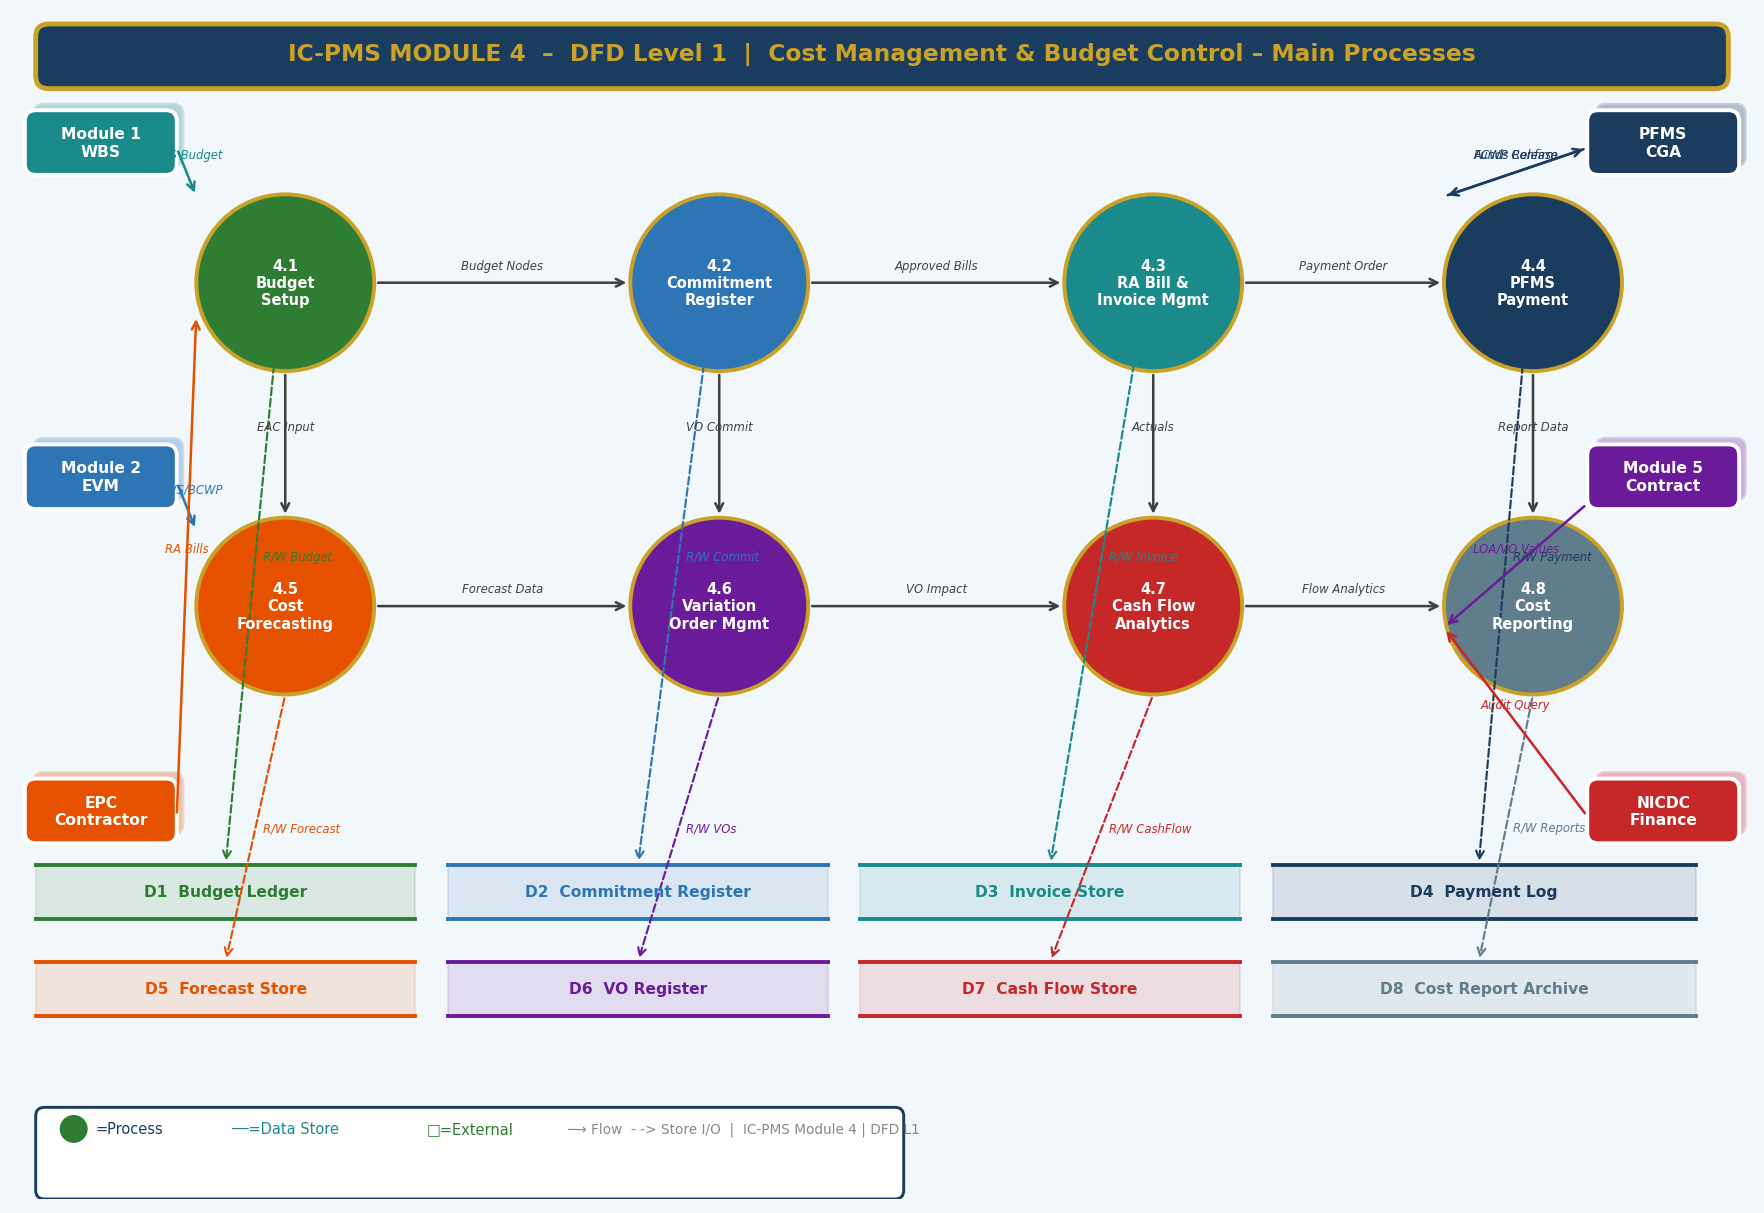 IC-PMS MODULE 4 – DFD Level 1 | Cost Management & Budget Control – Main Processes
Module 1
WBS
Budget
PFMS
CGA
4.1
Budget
Setup
Budget Nodes
4.2
Commitment
Register
Approved Bills
4.3
RA Bill &
Invoice Mgmt
Payment Order
4.4
PFMS
Payment
EAC Input
VO Commit
Actuals
Report Data
Module 2
EVM
S/BCWP
Module 5
Contract
RA Bills
R/W Budget
R/W Commit
R/W Invoice
LOA/VO Values
R/W Payment
4.5
Cost
Forecasting
Forecast Data
4.6
Variation
Order Mgmt
VO Impact
4.7
Cash Flow
Analytics
Flow Analytics
4.8
Cost
Reporting
Audit Query
EPC
Contractor
R/W Forecast
R/W VOs
R/W CashFlow
R/W Reports
NICDC
Finance
D1 Budget Ledger
D2 Commitment Register
D3 Invoice Store
D4 Payment Log
D5 Forecast Store
D6 VO Register
D7 Cash Flow Store
D8 Cost Report Archive
=Process
──=Data Store
□=External
─→ Flow - -> Store I/O | IC-PMS Module 4 | DFD L1